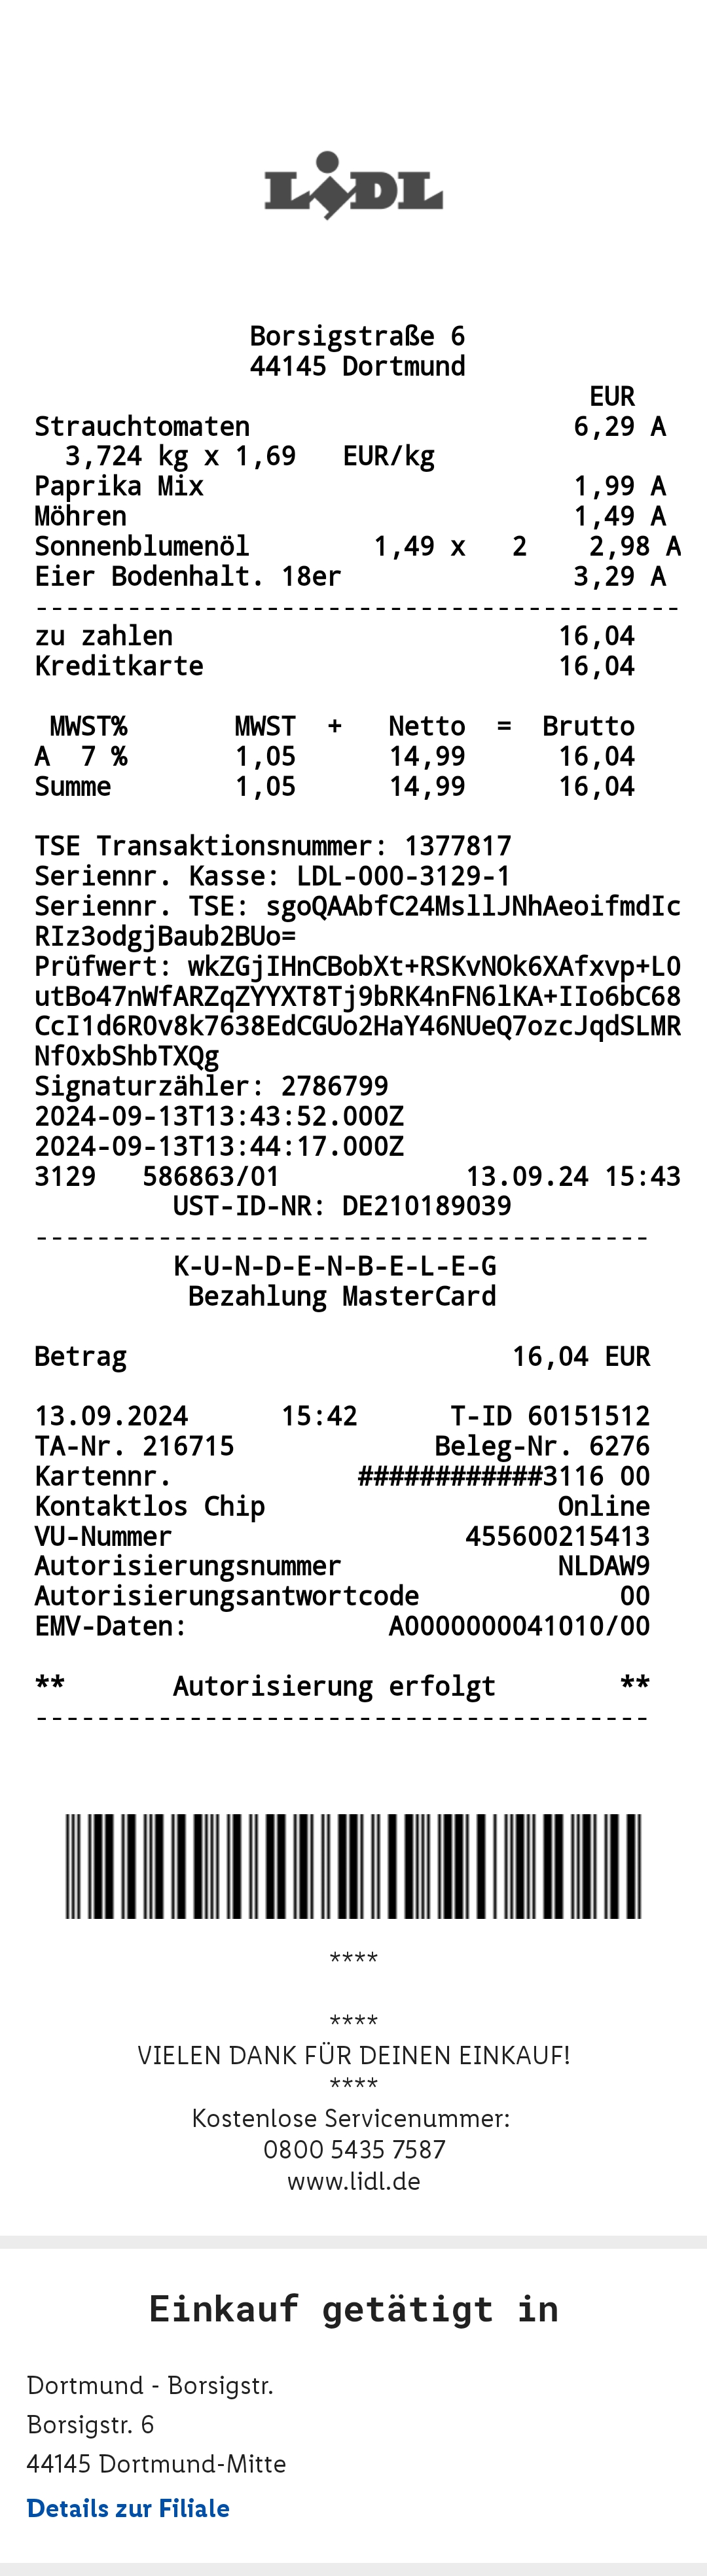 LIDL
Borsigstraße 6
44145 Dortmund
EUR
Strauchtomaten 6,29 A
3,724 kg x 1,69 EUR/kg
Paprika Mix 1,99 A
Möhren 1,49 A
Sonnenblumenöl 1,49 x 2 2,98 A
Eier Bodenhalt. 18er 3,29 A
------------------------------------------
zu zahlen 16,04
Kreditkarte 16,04
MWST% MWST + Netto = Brutto
A 7 % 1,05 14,99 16,04
Summe 1,05 14,99 16,04
TSE Transaktionsnummer: 1377817
Seriennr. Kasse: LDL-000-3129-1
Seriennr. TSE: sgoQAAbfC24MsllJNhAeoifmdIc
RIz3odgjBaub2BUo=
Prüfwert: wkZGjIHnCBobXt+RSKvNOk6XAfxvp+L0
utBo47nWfARZqZYYXT8Tj9bRK4nFN6lKA+IIo6bC68
CcI1d6R0v8k7638EdCGUo2HaY46NUeQ7ozcJqdSLMR
Nf0xbShbTXQg
Signaturzähler: 2786799
2024-09-13T13:43:52.000Z
2024-09-13T13:44:17.000Z
3129 586863/01 13.09.24 15:43
UST-ID-NR: DE210189039
----------------------------------------
K-U-N-D-E-N-B-E-L-E-G
Bezahlung MasterCard
Betrag 16,04 EUR
13.09.2024 15:42 T-ID 60151512
TA-Nr. 216715 Beleg-Nr. 6276
Kartennr. ############3116 00
Kontaktlos Chip Online
VU-Nummer 455600215413
Autorisierungsnummer NLDAW9
Autorisierungsantwortcode 00
EMV-Daten: A0000000041010/00
** Autorisierung erfolgt **
----------------------------------------
****
****
VIELEN DANK FÜR DEINEN EINKAUF!
****
Kostenlose Servicenummer:
0800 5435 7587
www.lidl.de
Einkauf getätigt in
Dortmund - Borsigstr.
Borsigstr. 6
44145 Dortmund-Mitte
Details zur Filiale